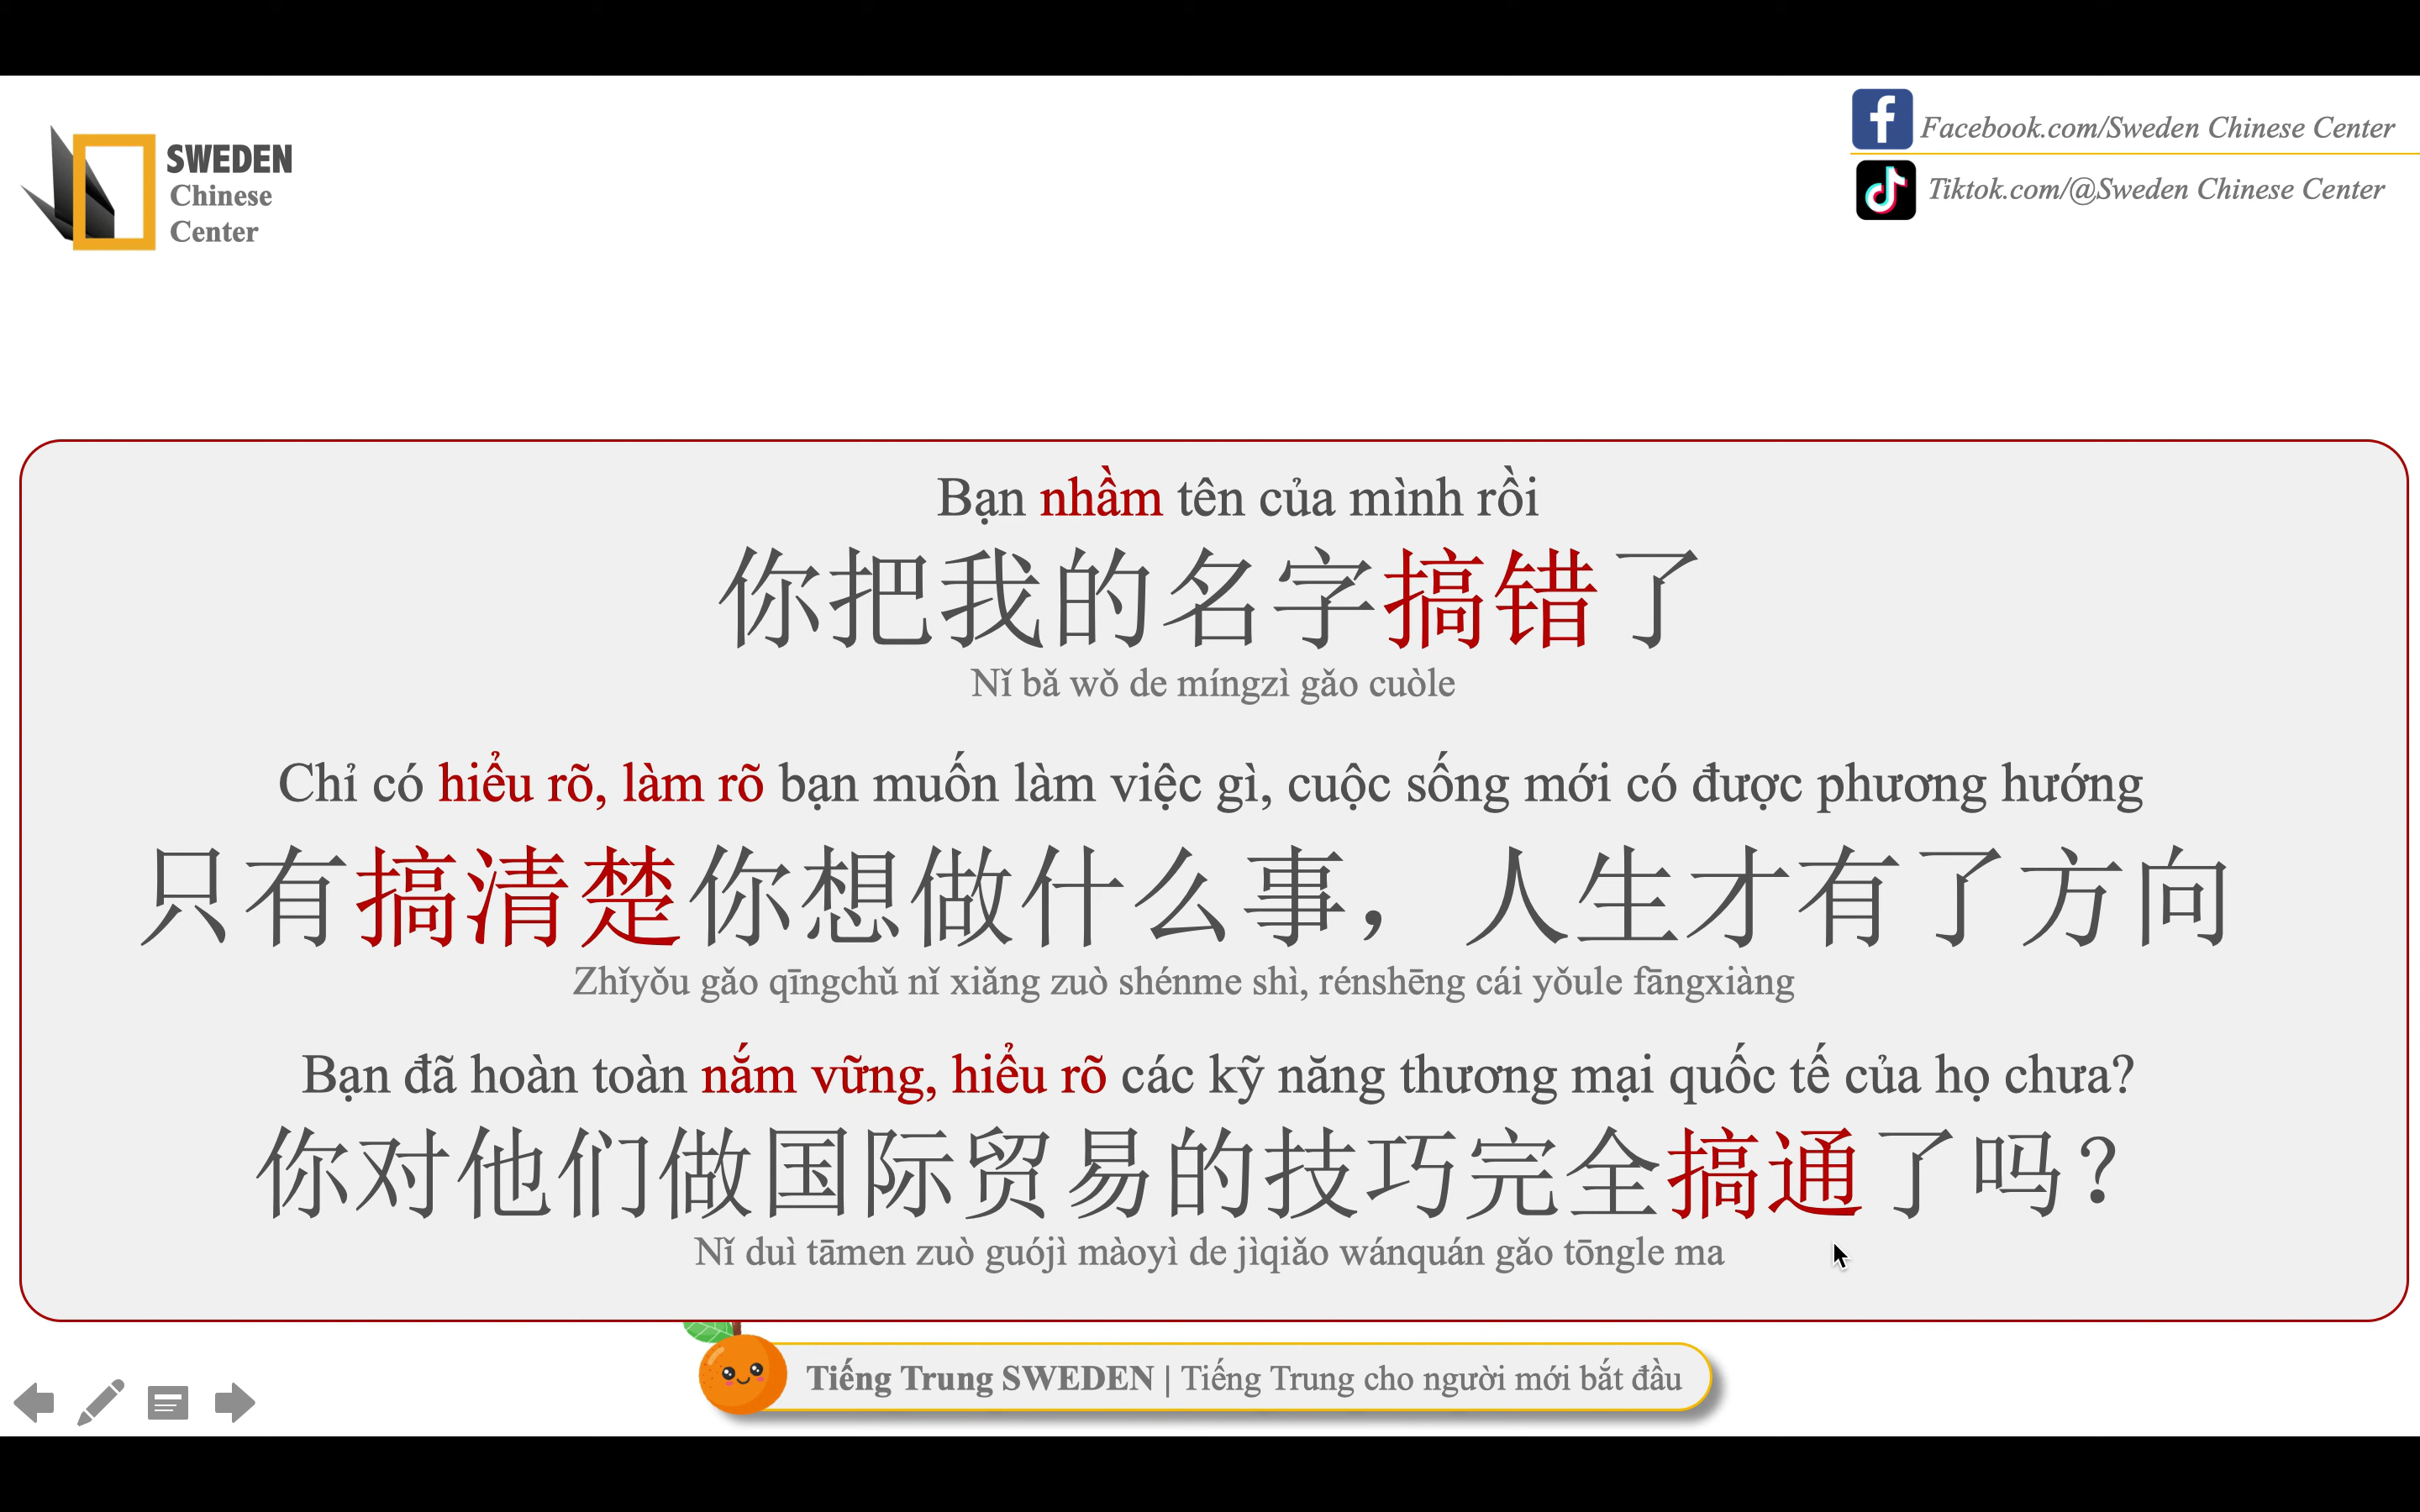 SWEDEN
Chinese
Center
Facebook.com/Sweden Chinese Center
Tiktok.com/@Sweden Chinese Center
Bạn nhầm tên của mình rồi
你把我的名字搞错了
Nǐ bǎ wǒ de míngzì gǎo cuòle
Chỉ có hiểu rõ, làm rõ bạn muốn làm việc gì, cuộc sống mới có được phương hướng
只有搞清楚你想做什么事，人生才有了方向
Zhǐyǒu gǎo qīngchǔ nǐ xiǎng zuò shénme shì, rénshēng cái yǒule fāngxiàng
Bạn đã hoàn toàn nắm vững, hiểu rõ các kỹ năng thương mại quốc tế của họ chưa?
你对他们做国际贸易的技巧完全搞通了吗？
Nǐ duì tāmen zuò guójì màoyì de jìqiǎo wánquán gǎo tōngle ma
Tiếng Trung SWEDEN | Tiếng Trung cho người mới bắt đầu